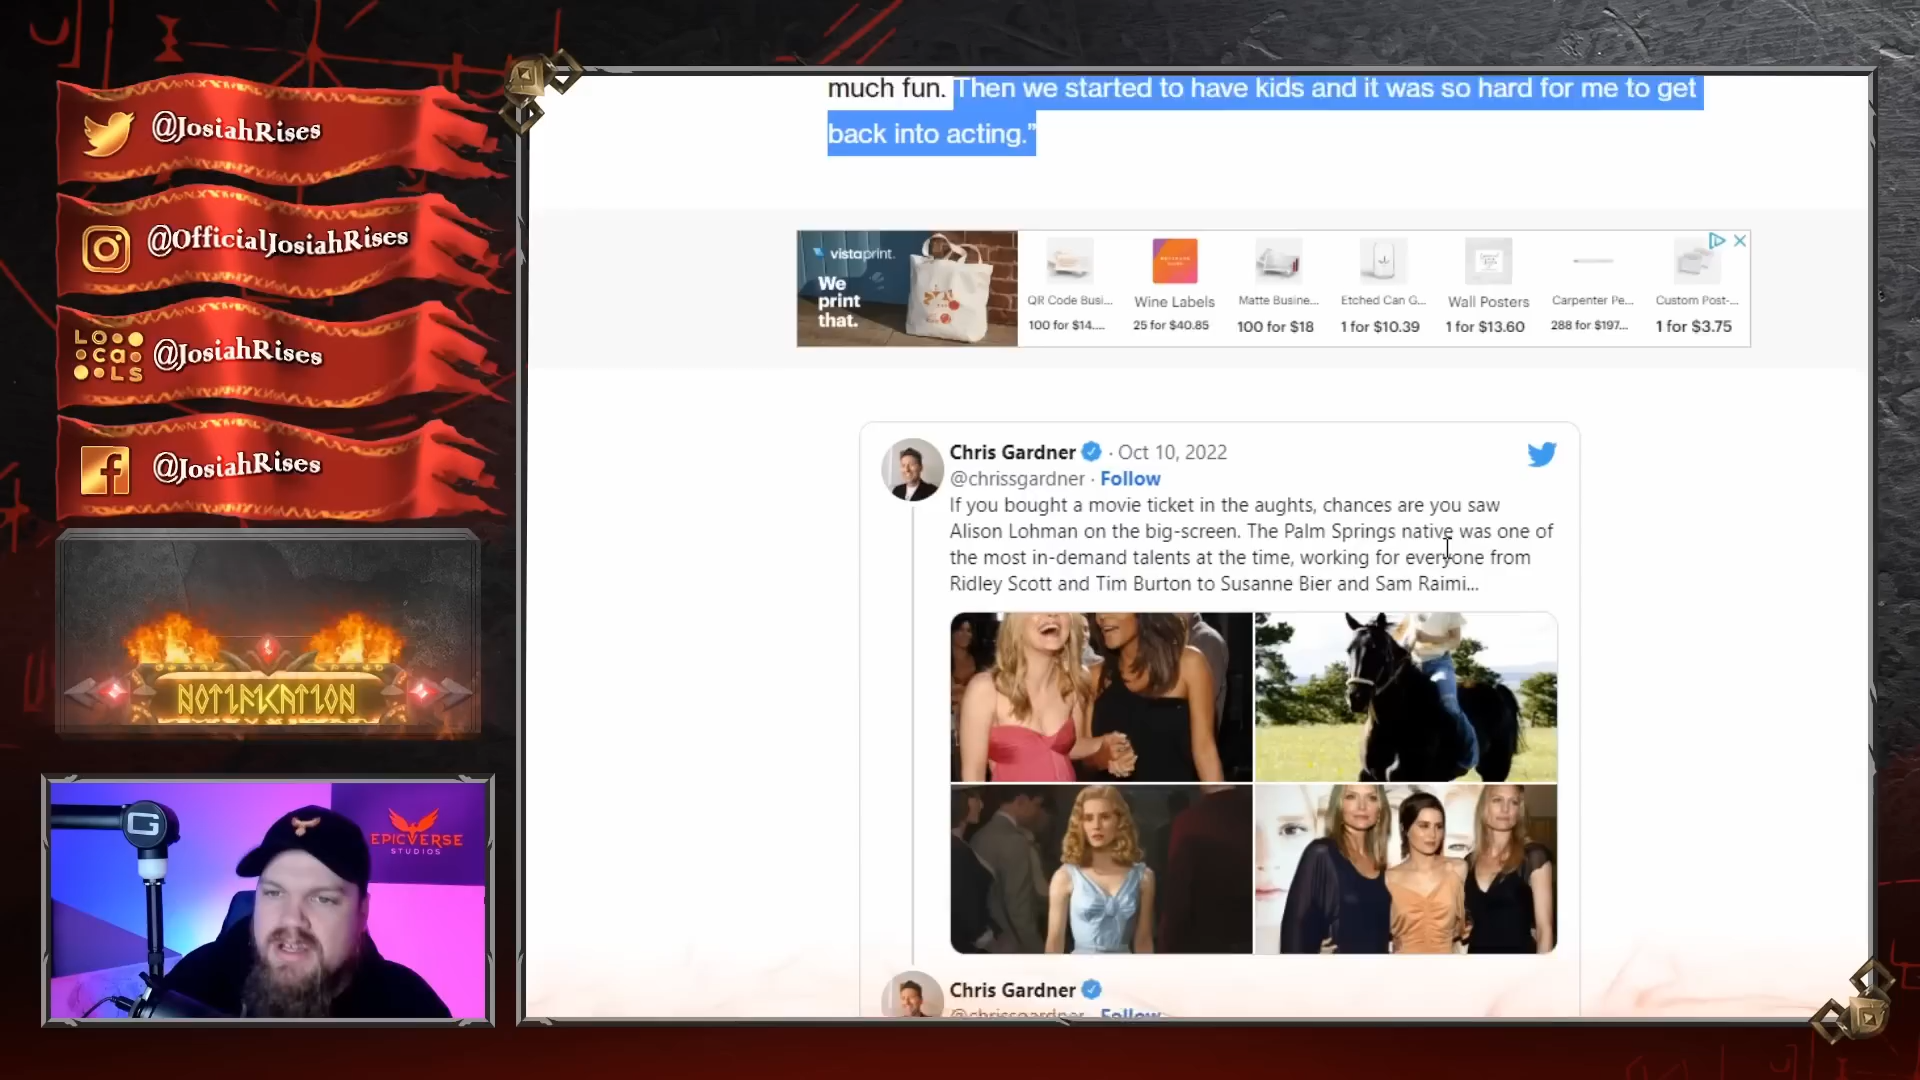 @JosiahRises
@OfficialJosiahRises
LOCALS
@JosiahRises
@JosiahRises
NOTIFICATION
EPICVERSE
STUDIOS
much fun. Then we started to have kids and it was so hard for me to get
back into acting.”
vistaprint.
We
print
that.
QR Code Busi...
100 for $14....
Wine Labels
25 for $40.85
Matte Busine...
100 for $18
Etched Can G...
1 for $10.39
Wall Posters
1 for $13.60
Carpenter Pe...
288 for $197...
Custom Post-...
1 for $3.75
Chris Gardner · Oct 10, 2022
@chrissgardner · Follow
If you bought a movie ticket in the aughts, chances are you saw
Alison Lohman on the big-screen. The Palm Springs native was one of
the most in-demand talents at the time, working for everyone from
Ridley Scott and Tim Burton to Susanne Bier and Sam Raimi...
Chris Gardner
@chrissgardner · Follow